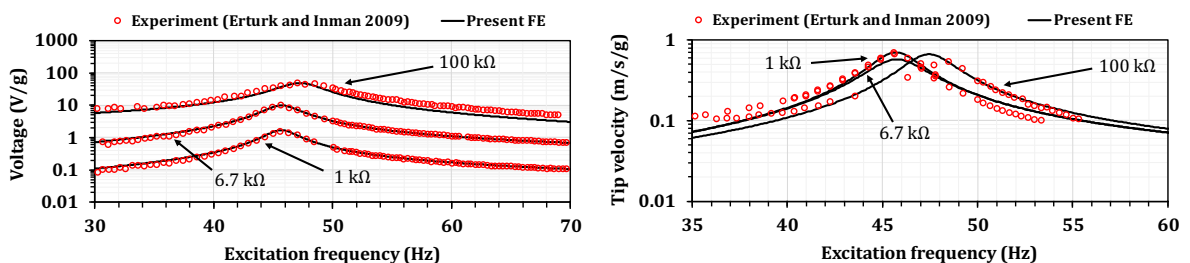 Experiment (Erturk and Inman 2009) Present FE
Voltage (V/g)
1000
100
10
1
0.1
0.01
100 kΩ
6.7 kΩ
1 kΩ
30 40 50 60 70
Excitation frequency (Hz)
Experiment (Erturk and Inman 2009) Present FE
Tip velocity (m/s/g)
1
0.1
0.01
1 kΩ
100 kΩ
6.7 kΩ
35 40 45 50 55 60
Excitation frequency (Hz)